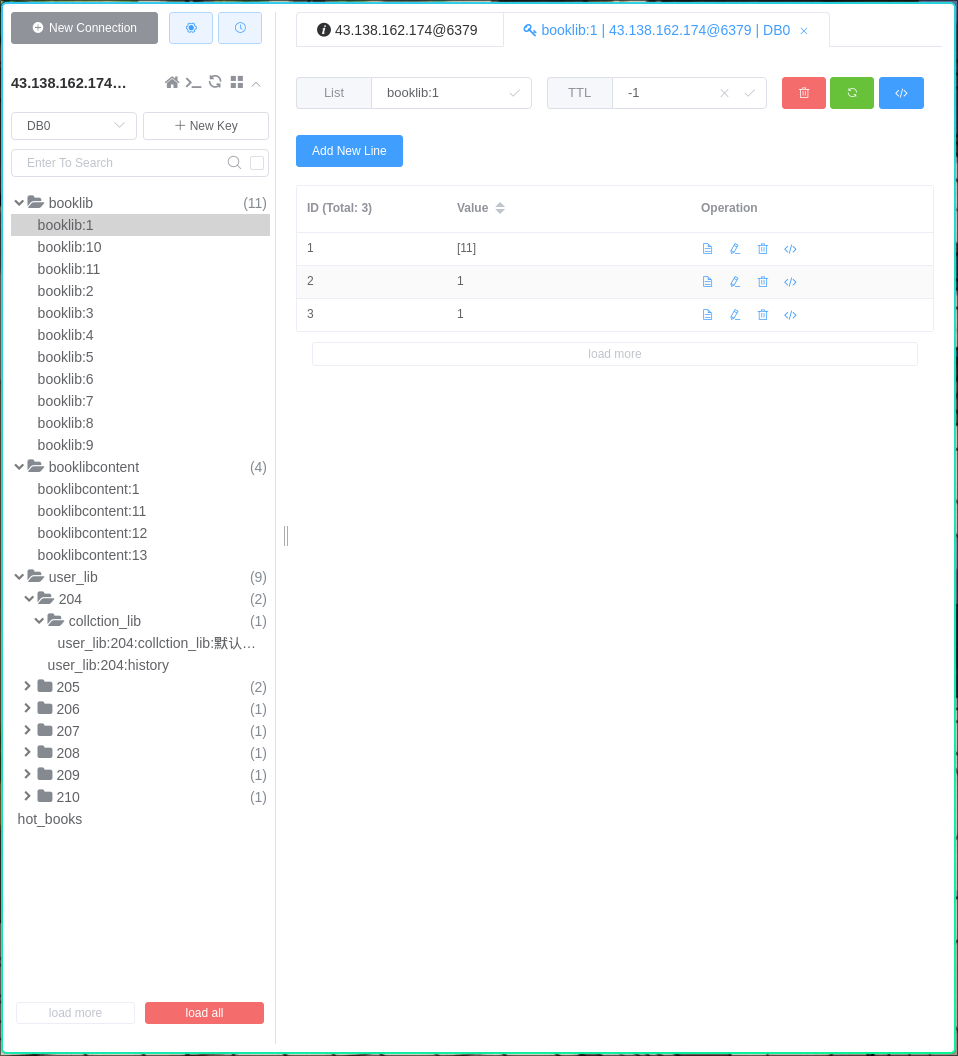 New Connection
43.138.162.174@6379
booklib:1 | 43.138.162.174@6379 | DB0
43.138.162.174…
List
booklib:1
TTL
-1
DB0
New Key
Add New Line
Enter To Search
booklib (11)
booklib:1
booklib:10
booklib:11
booklib:2
booklib:3
booklib:4
booklib:5
booklib:6
booklib:7
booklib:8
booklib:9
booklibcontent (4)
booklibcontent:1
booklibcontent:11
booklibcontent:12
booklibcontent:13
user_lib (9)
204 (2)
collction_lib (1)
user_lib:204:collction_lib:默认…
user_lib:204:history
205 (2)
206 (1)
207 (1)
208 (1)
209 (1)
210 (1)
hot_books
load more
load all
ID (Total: 3) Value Operation
1 [11]
2 1
3 1
load more